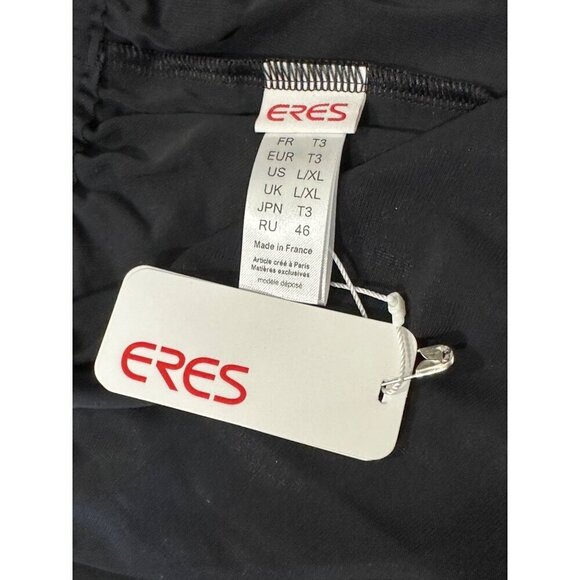 ERES
FR T3
EUR T3
US L/XL
UK L/XL
JPN T3
RU 46
Made in France
Article créé à Paris
Matières exclusives
modèle déposé
ERES